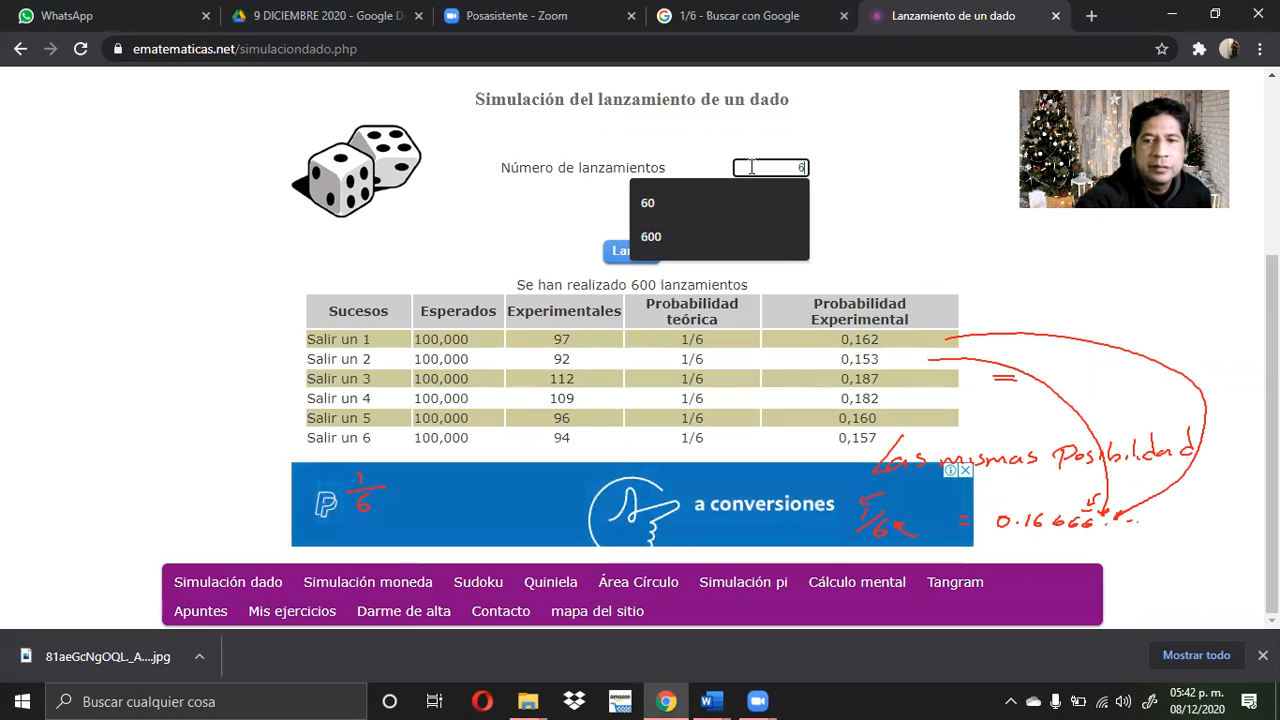 WhatsApp
9 DICIEMBRE 2020 - Google D
Posasistente - Zoom
1/6 - Buscar con Google
Lanzamiento de un dado
ematematicas.net/simulaciondado.php
Simulación del lanzamiento de un dado
Número de lanzamientos 6
60
600
Lan
Se han realizado 600 lanzamientos
Sucesos Esperados Experimentales Probabilidad teórica Probabilidad Experimental
Salir un 1 100,000 97 1/6 0,162
Salir un 2 100,000 92 1/6 0,153
Salir un 3 100,000 112 1/6 0,187
Salir un 4 100,000 109 1/6 0,182
Salir un 5 100,000 96 1/6 0,160
Salir un 6 100,000 94 1/6 0,157
Las mismas Posibilidad
1/6
a conversiones
1/6 = 0.16666...
Simulación dado Simulación moneda Sudoku Quiniela Área Círculo Simulación pi Cálculo mental Tangram
Apuntes Mis ejercicios Darme de alta Contacto mapa del sitio
81aeGcNgOQL_A....jpg
Mostrar todo
Buscar cualquier cosa
amazon
05:42 p. m.
08/12/2020